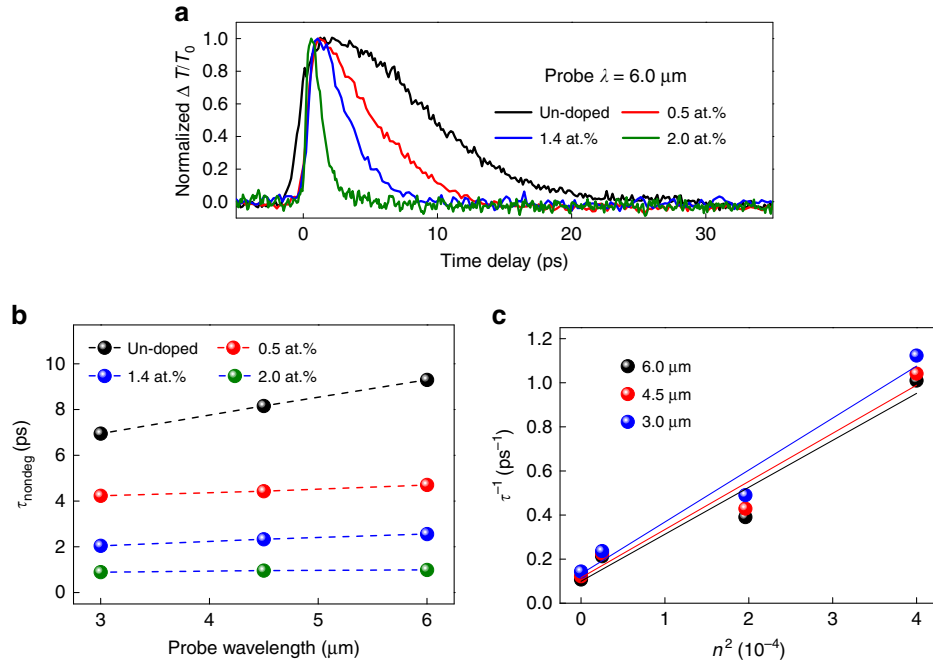 a
Normalized Δ T/T0
1.0
0.8
0.6
0.4
0.2
0.0
Probe λ = 6.0 μm
Un-doped
0.5 at.%
1.4 at.%
2.0 at.%
0
10
20
30
Time delay (ps)
b
τnondeg (ps)
10
8
6
4
2
0
Un-doped
0.5 at.%
1.4 at.%
2.0 at.%
3
4
5
6
Probe wavelength (μm)
c
τ−1 (ps−1)
1.2
1.0
0.8
0.6
0.4
0.2
0.0
6.0 μm
4.5 μm
3.0 μm
0
1
2
3
4
n2 (10−4)